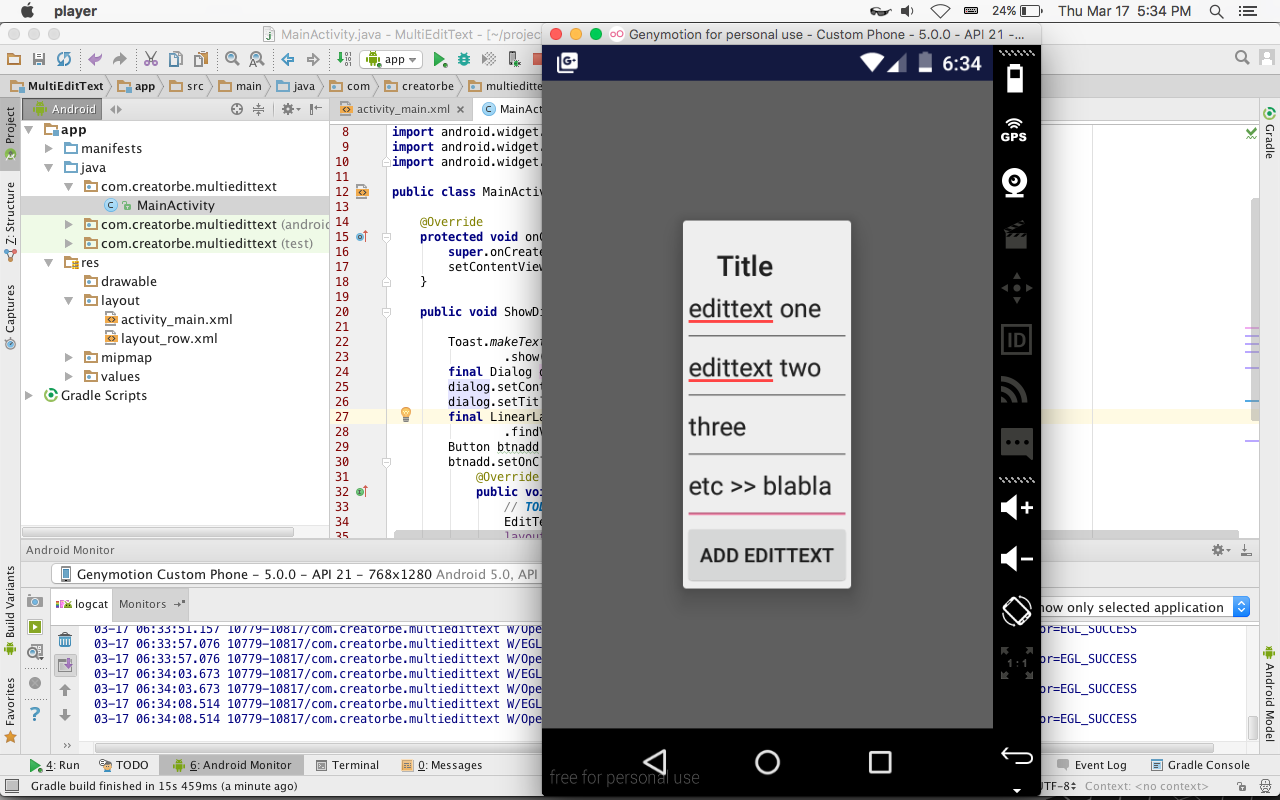 player
24%
Thu Mar 17 5:34 PM
MainActivity.java - MultiEditText - [~/projec
Genymotion for personal use - Custom Phone - 5.0.0 - API 21 -...
app
MultiEditText
app
src
main
java
com
creatorbe
multiedittext
Android
activity_main.xml
MainAc
1: Project
Z: Structure
Captures
Build Variants
Favorites
app
manifests
java
com.creatorbe.multiedittext
MainActivity
com.creatorbe.multiedittext (androi
com.creatorbe.multiedittext (test)
res
drawable
layout
activity_main.xml
layout_row.xml
mipmap
values
Gradle Scripts
8 import android.widget.
9 import android.widget.
10 import android.widget.
11
12 public class MainActiv
13
14 @Override
15 protected void onC
16 super.onCreate
17 setContentView
18 }
19
20 public void ShowDi
21
22 Toast.makeText
23 .show(
24 final Dialog d
25 dialog.setCont
26 dialog.setTitl
27 final LinearLa
28 .findV
29 Button btnadd
30 btnadd.setOnCl
31 @Override
32 public voi
33 // TOD
34 EditTe
35 layout
6:34
Title
edittext one
edittext two
three
etc >> blabla
ADD EDITTEXT
free for personal use
GPS
ID
1:1
Gradle
Android Model
Android Monitor
Genymotion Custom Phone - 5.0.0 - API 21 - 768x1280 Android 5.0, API
logcat
Monitors
how only selected application
03-17 06:33:51.157 10779-10817/com.creatorbe.multiedittext W/Ope
or=EGL_SUCCESS
03-17 06:33:57.076 10779-10817/com.creatorbe.multiedittext W/EGL
03-17 06:33:57.076 10779-10817/com.creatorbe.multiedittext W/Ope
or=EGL_SUCCESS
03-17 06:34:03.673 10779-10817/com.creatorbe.multiedittext W/EGL
03-17 06:34:03.673 10779-10817/com.creatorbe.multiedittext W/Ope
or=EGL_SUCCESS
03-17 06:34:08.514 10779-10817/com.creatorbe.multiedittext W/EGL
03-17 06:34:08.514 10779-10817/com.creatorbe.multiedittext W/Ope
or=EGL_SUCCESS
4: Run
TODO
6: Android Monitor
Terminal
0: Messages
Event Log
Gradle Console
Gradle build finished in 15s 459ms (a minute ago)
UTF-8
Context: <no context>